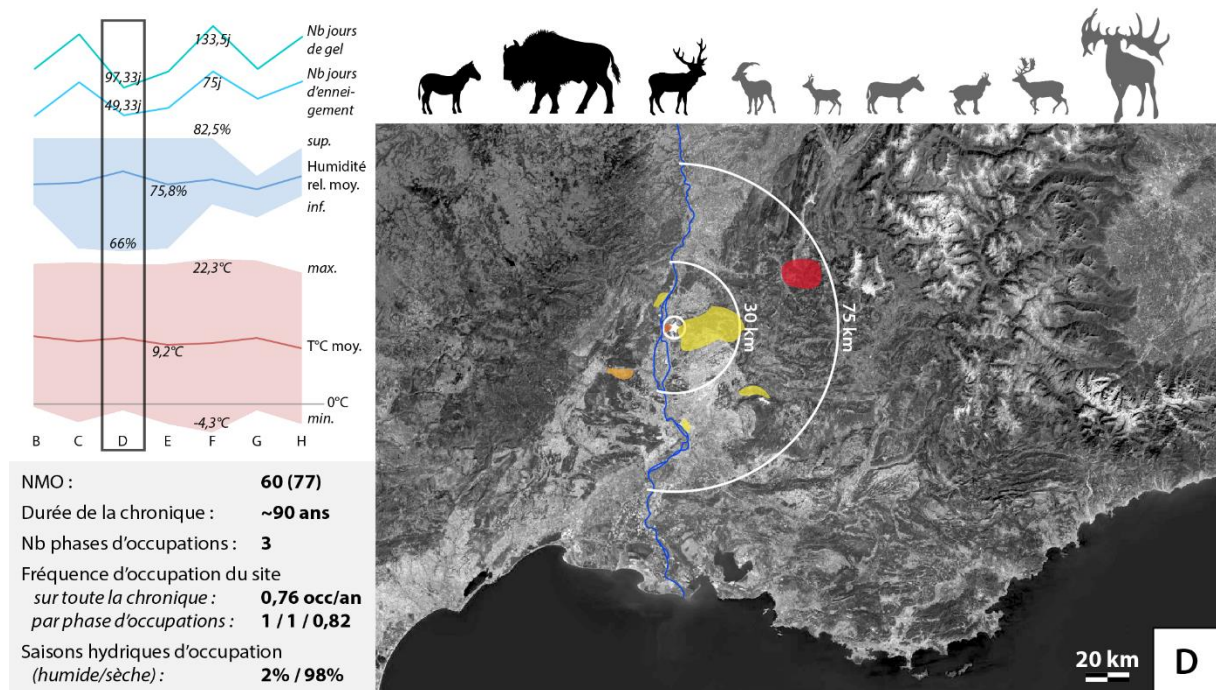 133,5j
Nb jours
de gel
97,33j
75j
Nb jours
d'ennei-
gement
49,33j
82,5%
sup.
Humidité
rel. moy.
75,8%
inf.
66%
22,3°C
max.
9,2°C
T°C moy.
0°C
-4,3°C
min.
B C D E F G H
NMO : 60 (77)
Durée de la chronique : ~90 ans
Nb phases d'occupations : 3
Fréquence d'occupation du site
sur toute la chronique : 0,76 occ/an
par phase d'occupations : 1 / 1 / 0,82
Saisons hydriques d'occupation
(humide/sèche) : 2% / 98%
30 km
75 km
20 km
D